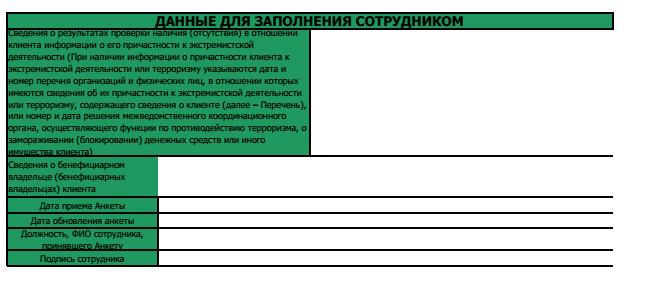 ДАННЫЕ ДЛЯ ЗАПОЛНЕНИЯ СОТРУДНИКОМ
Сведения о результатах проверки наличия (отсутствия) в отношении
клиента информации о его причастности к экстремистской
деятельности (При наличии информации о причастности клиента к
экстремистской деятельности или терроризму указываются дата и
номер перечня организаций и физических лиц, в отношении которых
имеются сведения об их причастности к экстремистской деятельности
или терроризму, содержащего сведения о клиенте (далее – Перечень),
или номер и дата решения межведомственного координационного
органа, осуществляющего функции по противодействию терроризма, о
замораживании (блокировании) денежных средств или иного
имущества клиента)
Сведения о бенефициарном
владельце (бенефициарных
владельцах) клиента
Дата приема Анкеты
Дата обновления анкеты
Должность, ФИО сотрудника,
принявшего Анкету
Подпись сотрудника